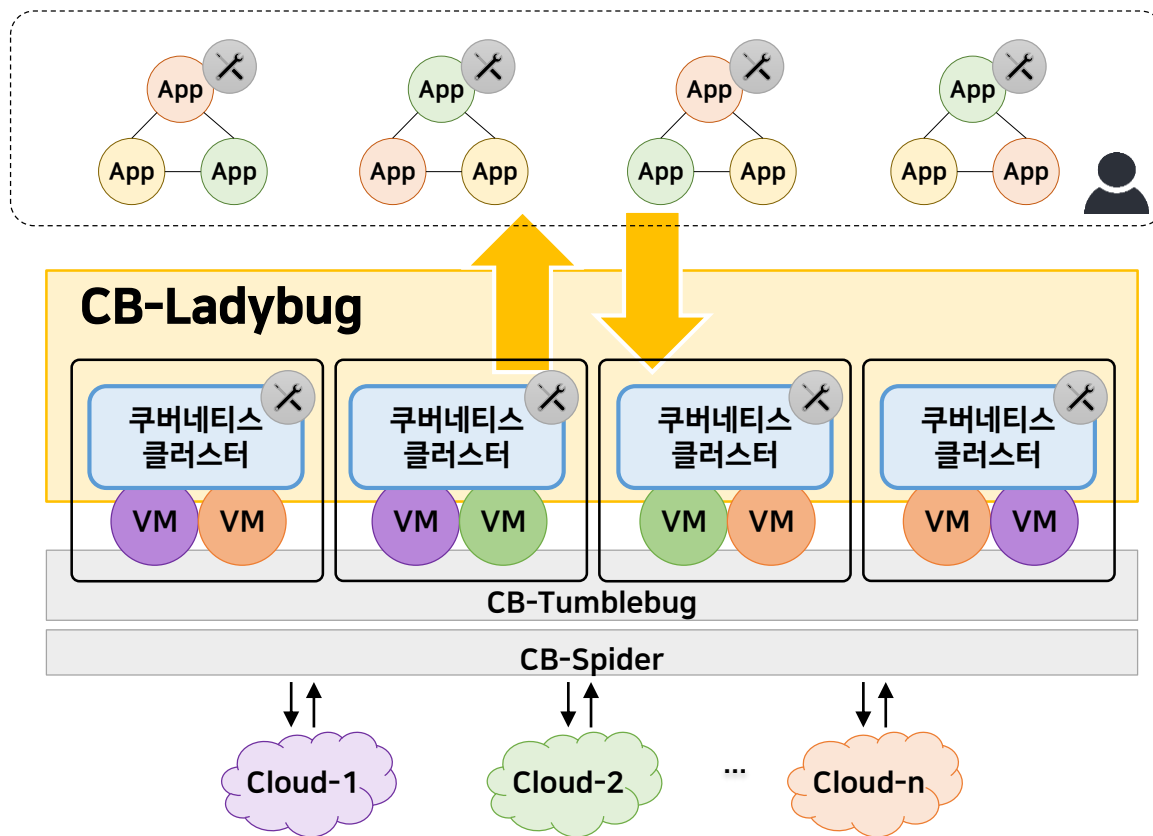 App
App
App
App
App
App
App
App
App
App
App
App
CB-Ladybug
쿠버네티스
클러스터
쿠버네티스
클러스터
쿠버네티스
클러스터
쿠버네티스
클러스터
VM
VM
VM
VM
VM
VM
VM
VM
CB-Tumblebug
CB-Spider
Cloud-1
Cloud-2
...
Cloud-n